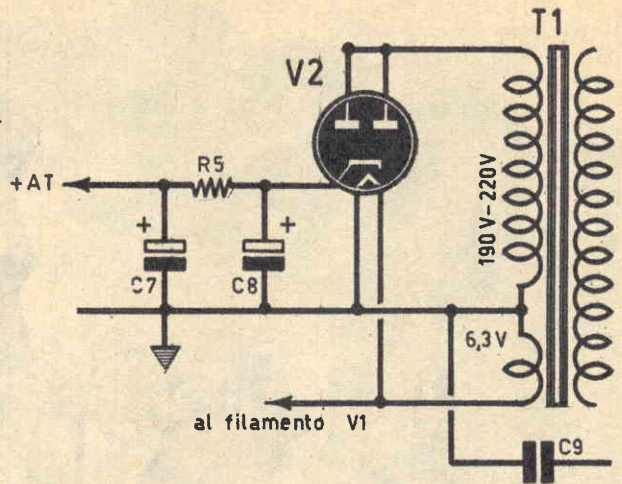 T1
V2
R5
+AT
+
+
190V-220V
C7
C8
6,3V
al filamento V1
C9